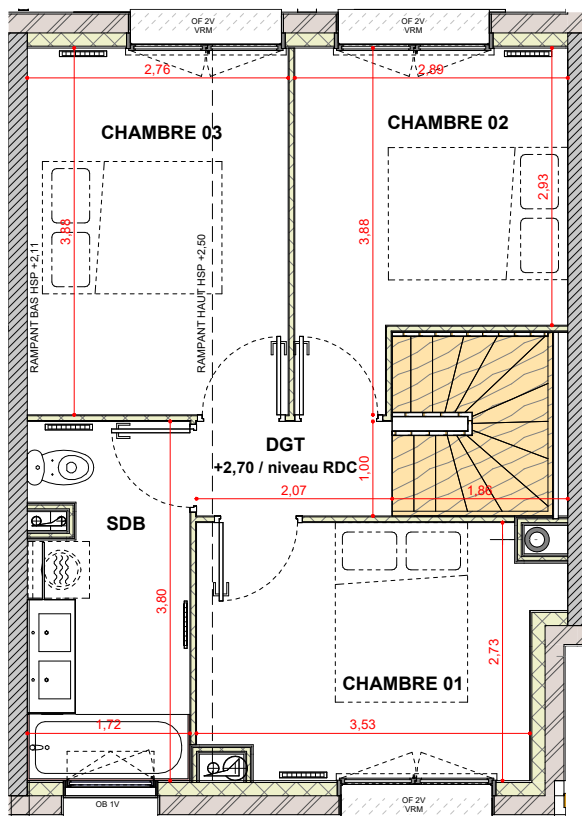 OF 2V
VRM
OF 2V
VRM
2,76
2,89
CHAMBRE 03
CHAMBRE 02
3,88
3,88
2,93
RAMPANT BAS HSP +2,11
RAMPANT HAUT HSP +2,50
DGT
+2,70 / niveau RDC
1,00
2,07
1,86
SDB
3,80
2,73
CHAMBRE 01
1,72
3,53
OB 1V
OF 2V
VRM